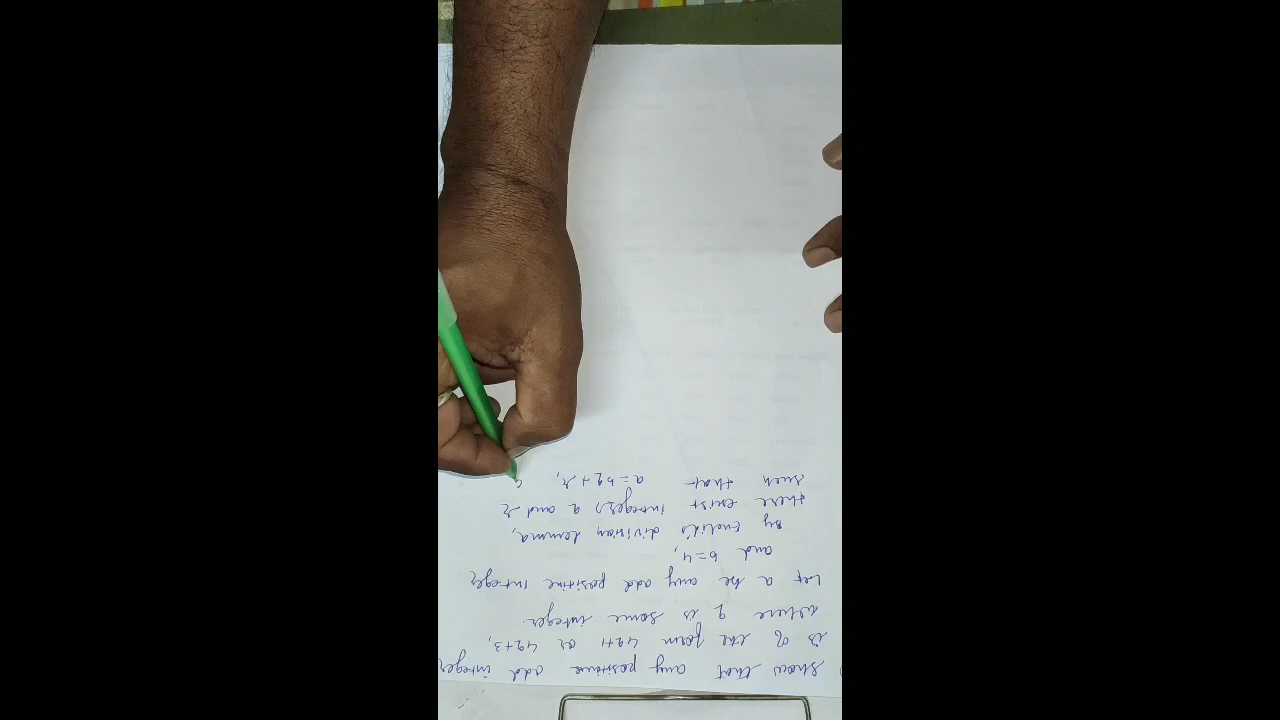 Show that any positive odd integer
is of the form 4q+1 or 4q+3,
where q is some integer.
Let a be any odd positive integer
and b=4,
By Euclid's division lemma,
there exist integers q and r
such that a=bq+r,